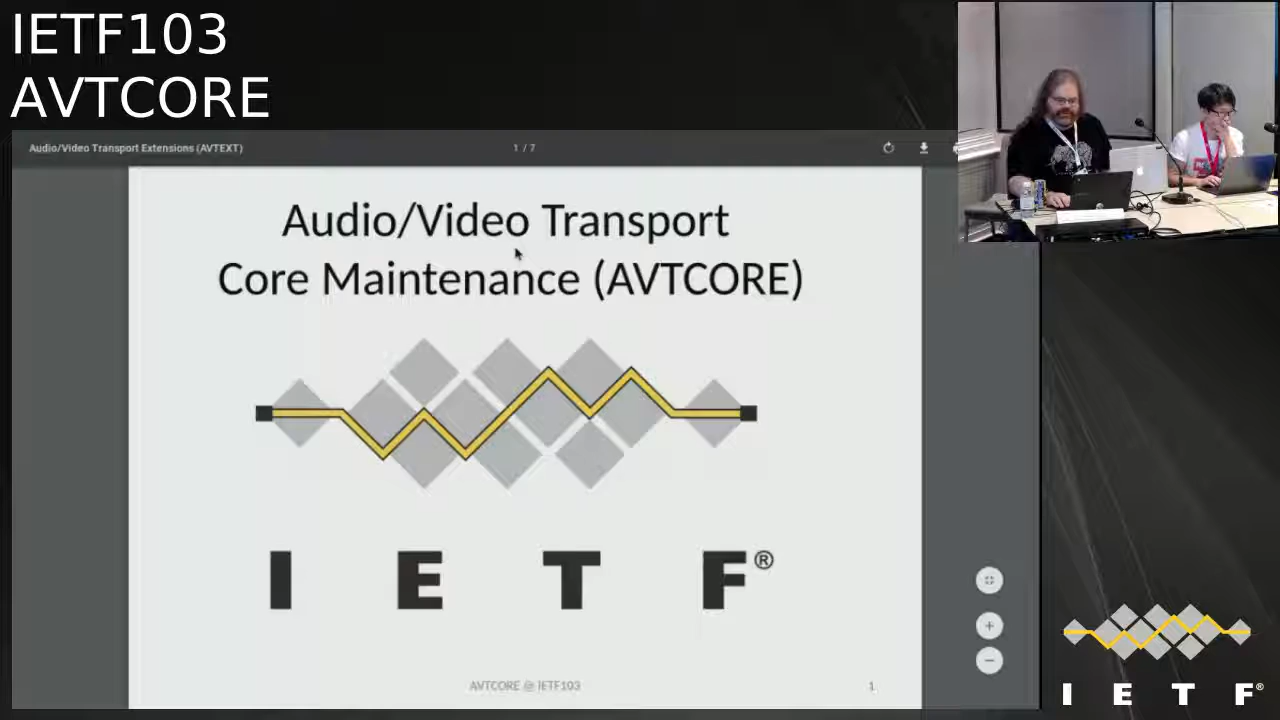 IETF103
AVTCORE
Audio/Video Transport Extensions (AVTEXT)
1 / 7
Audio/Video Transport
Core Maintenance (AVTCORE)
I E T F®
AVTCORE @ IETF103
1
I E T F®